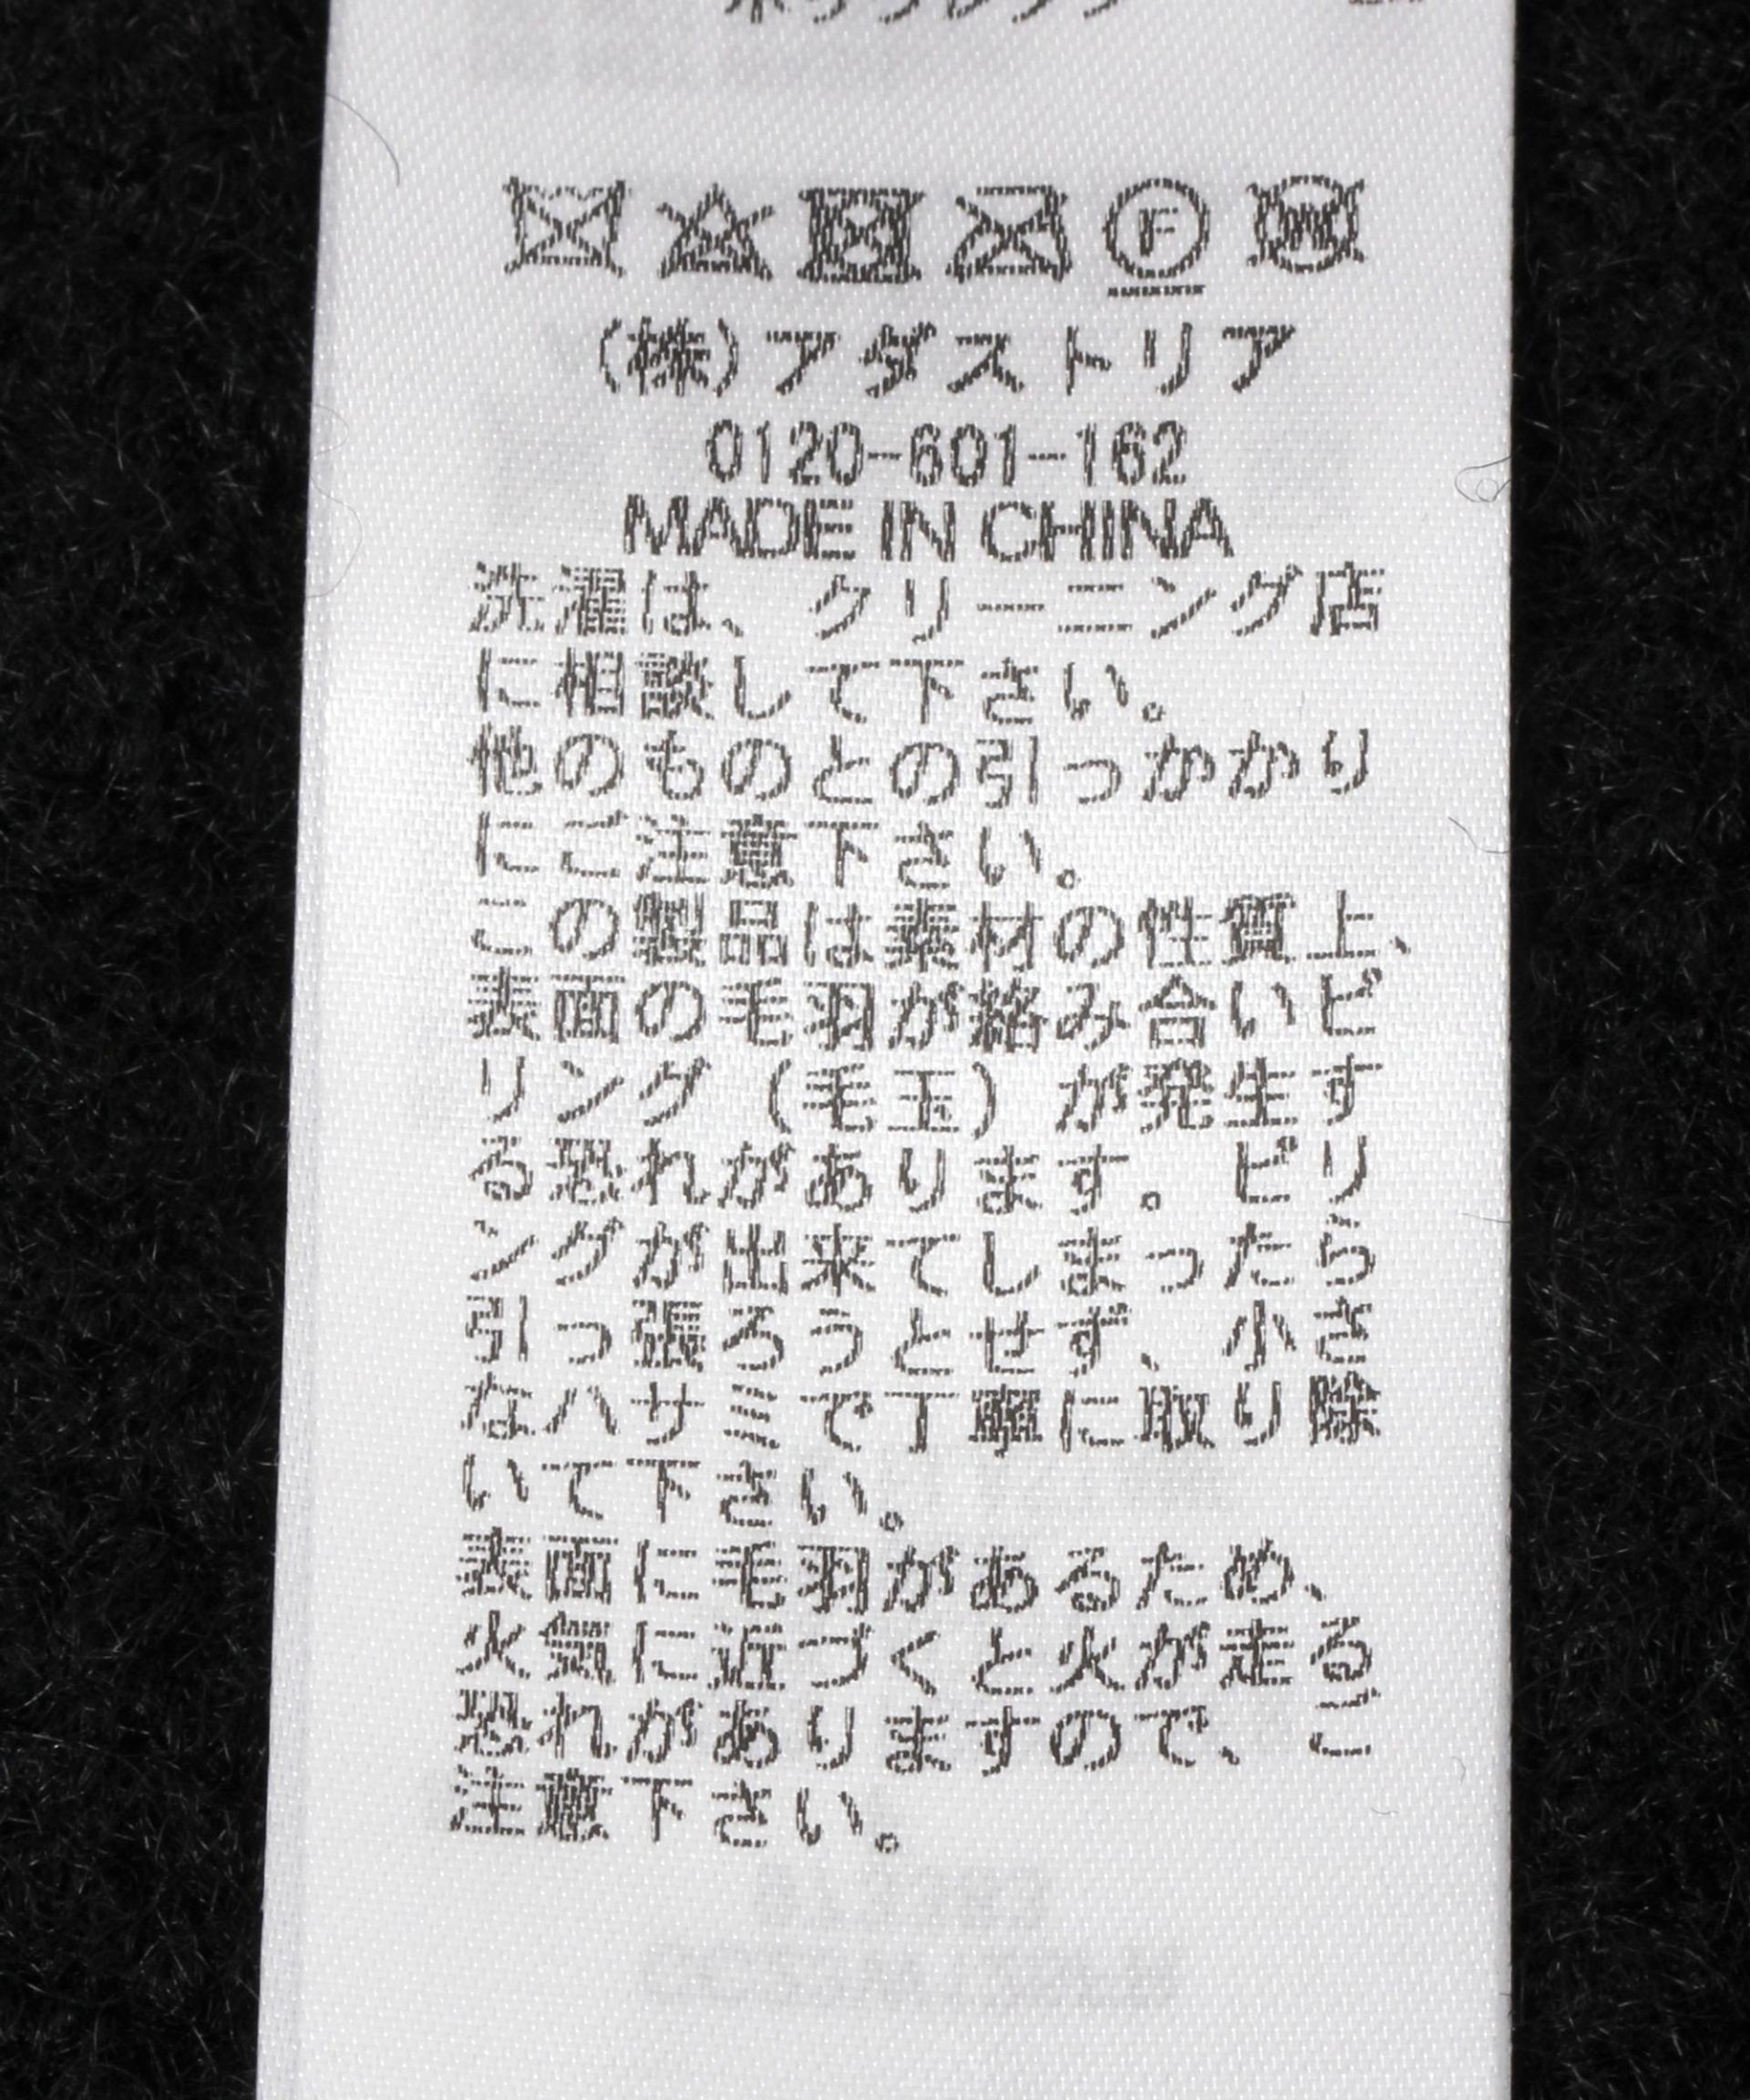 F W
(株)アダストリア
0120-601-162
MADE IN CHINA
洗濯は、クリーニング店
に相談して下さい。
他のものとの引っかかり
にご注意下さい。
この製品は素材の性質上、
表面の毛羽が絡み合いピ
リング（毛玉）が発生す
る恐れがあります。ピリ
ングが出来てしまったら
引っ張ろうとせず、小さ
なハサミで丁寧に取り除
いて下さい。
表面に毛羽があるため、
火気に近づくと火が走る
恐れがありますので、ご
注意下さい。